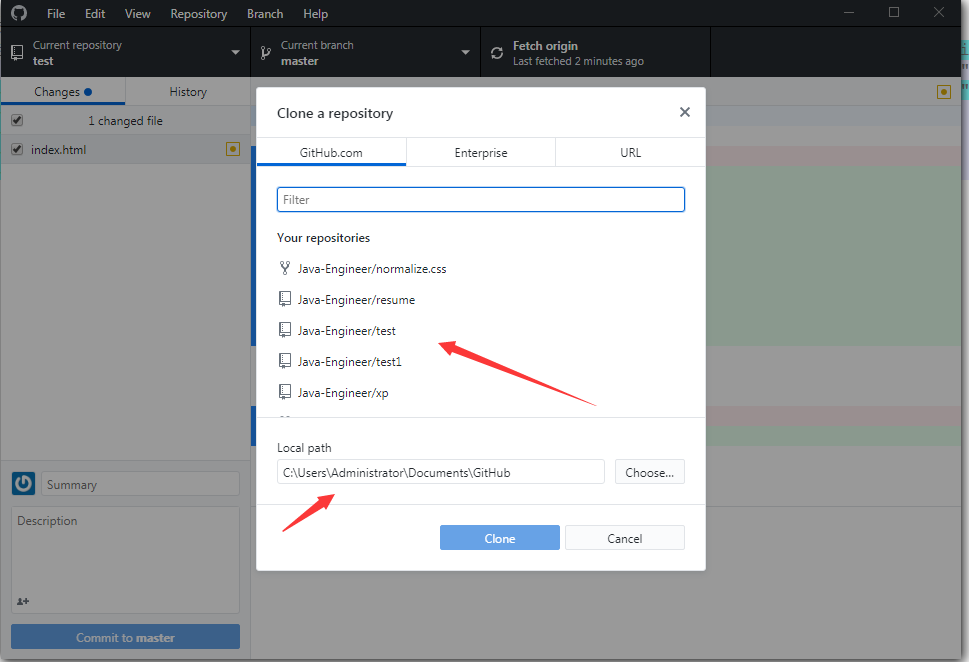 File Edit View Repository Branch Help
Current repository
test
Current branch
master
Fetch origin
Last fetched 2 minutes ago
Changes
History
1 changed file
index.html
Clone a repository
GitHub.com
Enterprise
URL
Filter
Your repositories
Java-Engineer/normalize.css
Java-Engineer/resume
Java-Engineer/test
Java-Engineer/test1
Java-Engineer/xp
Local path
C:\Users\Administrator\Documents\GitHub
Choose...
Clone
Cancel
Summary
Description
Commit to master